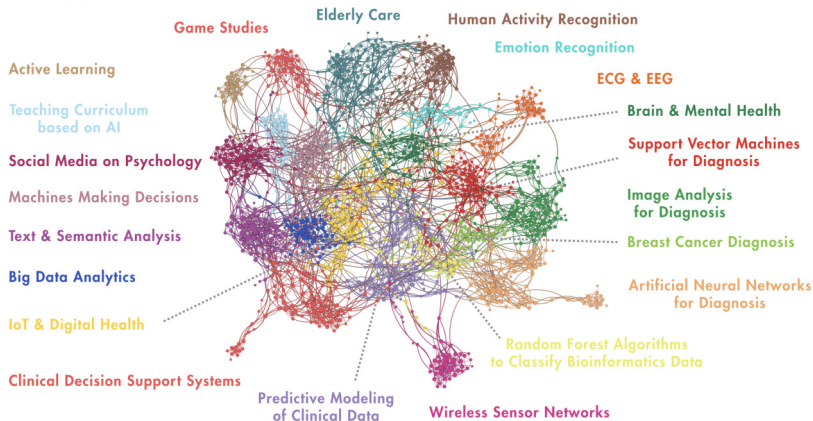 Elderly Care
Game Studies
Human Activity Recognition
Emotion Recognition
Active Learning
ECG & EEG
Teaching Curriculum
based on AI
Brain & Mental Health
Social Media on Psychology
Support Vector Machines
for Diagnosis
Machines Making Decisions
Image Analysis
for Diagnosis
Text & Semantic Analysis
Breast Cancer Diagnosis
Big Data Analytics
Artificial Neural Networks
for Diagnosis
IoT & Digital Health
Random Forest Algorithms
to Classify Bioinformatics Data
Clinical Decision Support Systems
Predictive Modeling
of Clinical Data
Wireless Sensor Networks